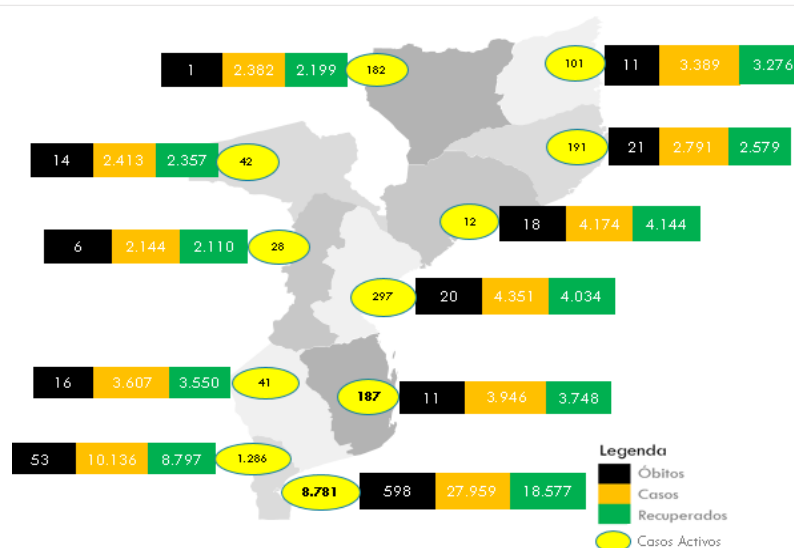 1 2.382 2.199 182
101 11 3.389 3.276
14 2.413 2.357 42
191 21 2.791 2.579
12 18 4.174 4.144
6 2.144 2.110 28
297 20 4.351 4.034
16 3.607 3.550 41
187 11 3.946 3.748
53 10.136 8.797 1.286
8.781 598 27.959 18.577
Legenda
Óbitos
Casos
Recuperados
Casos Activos